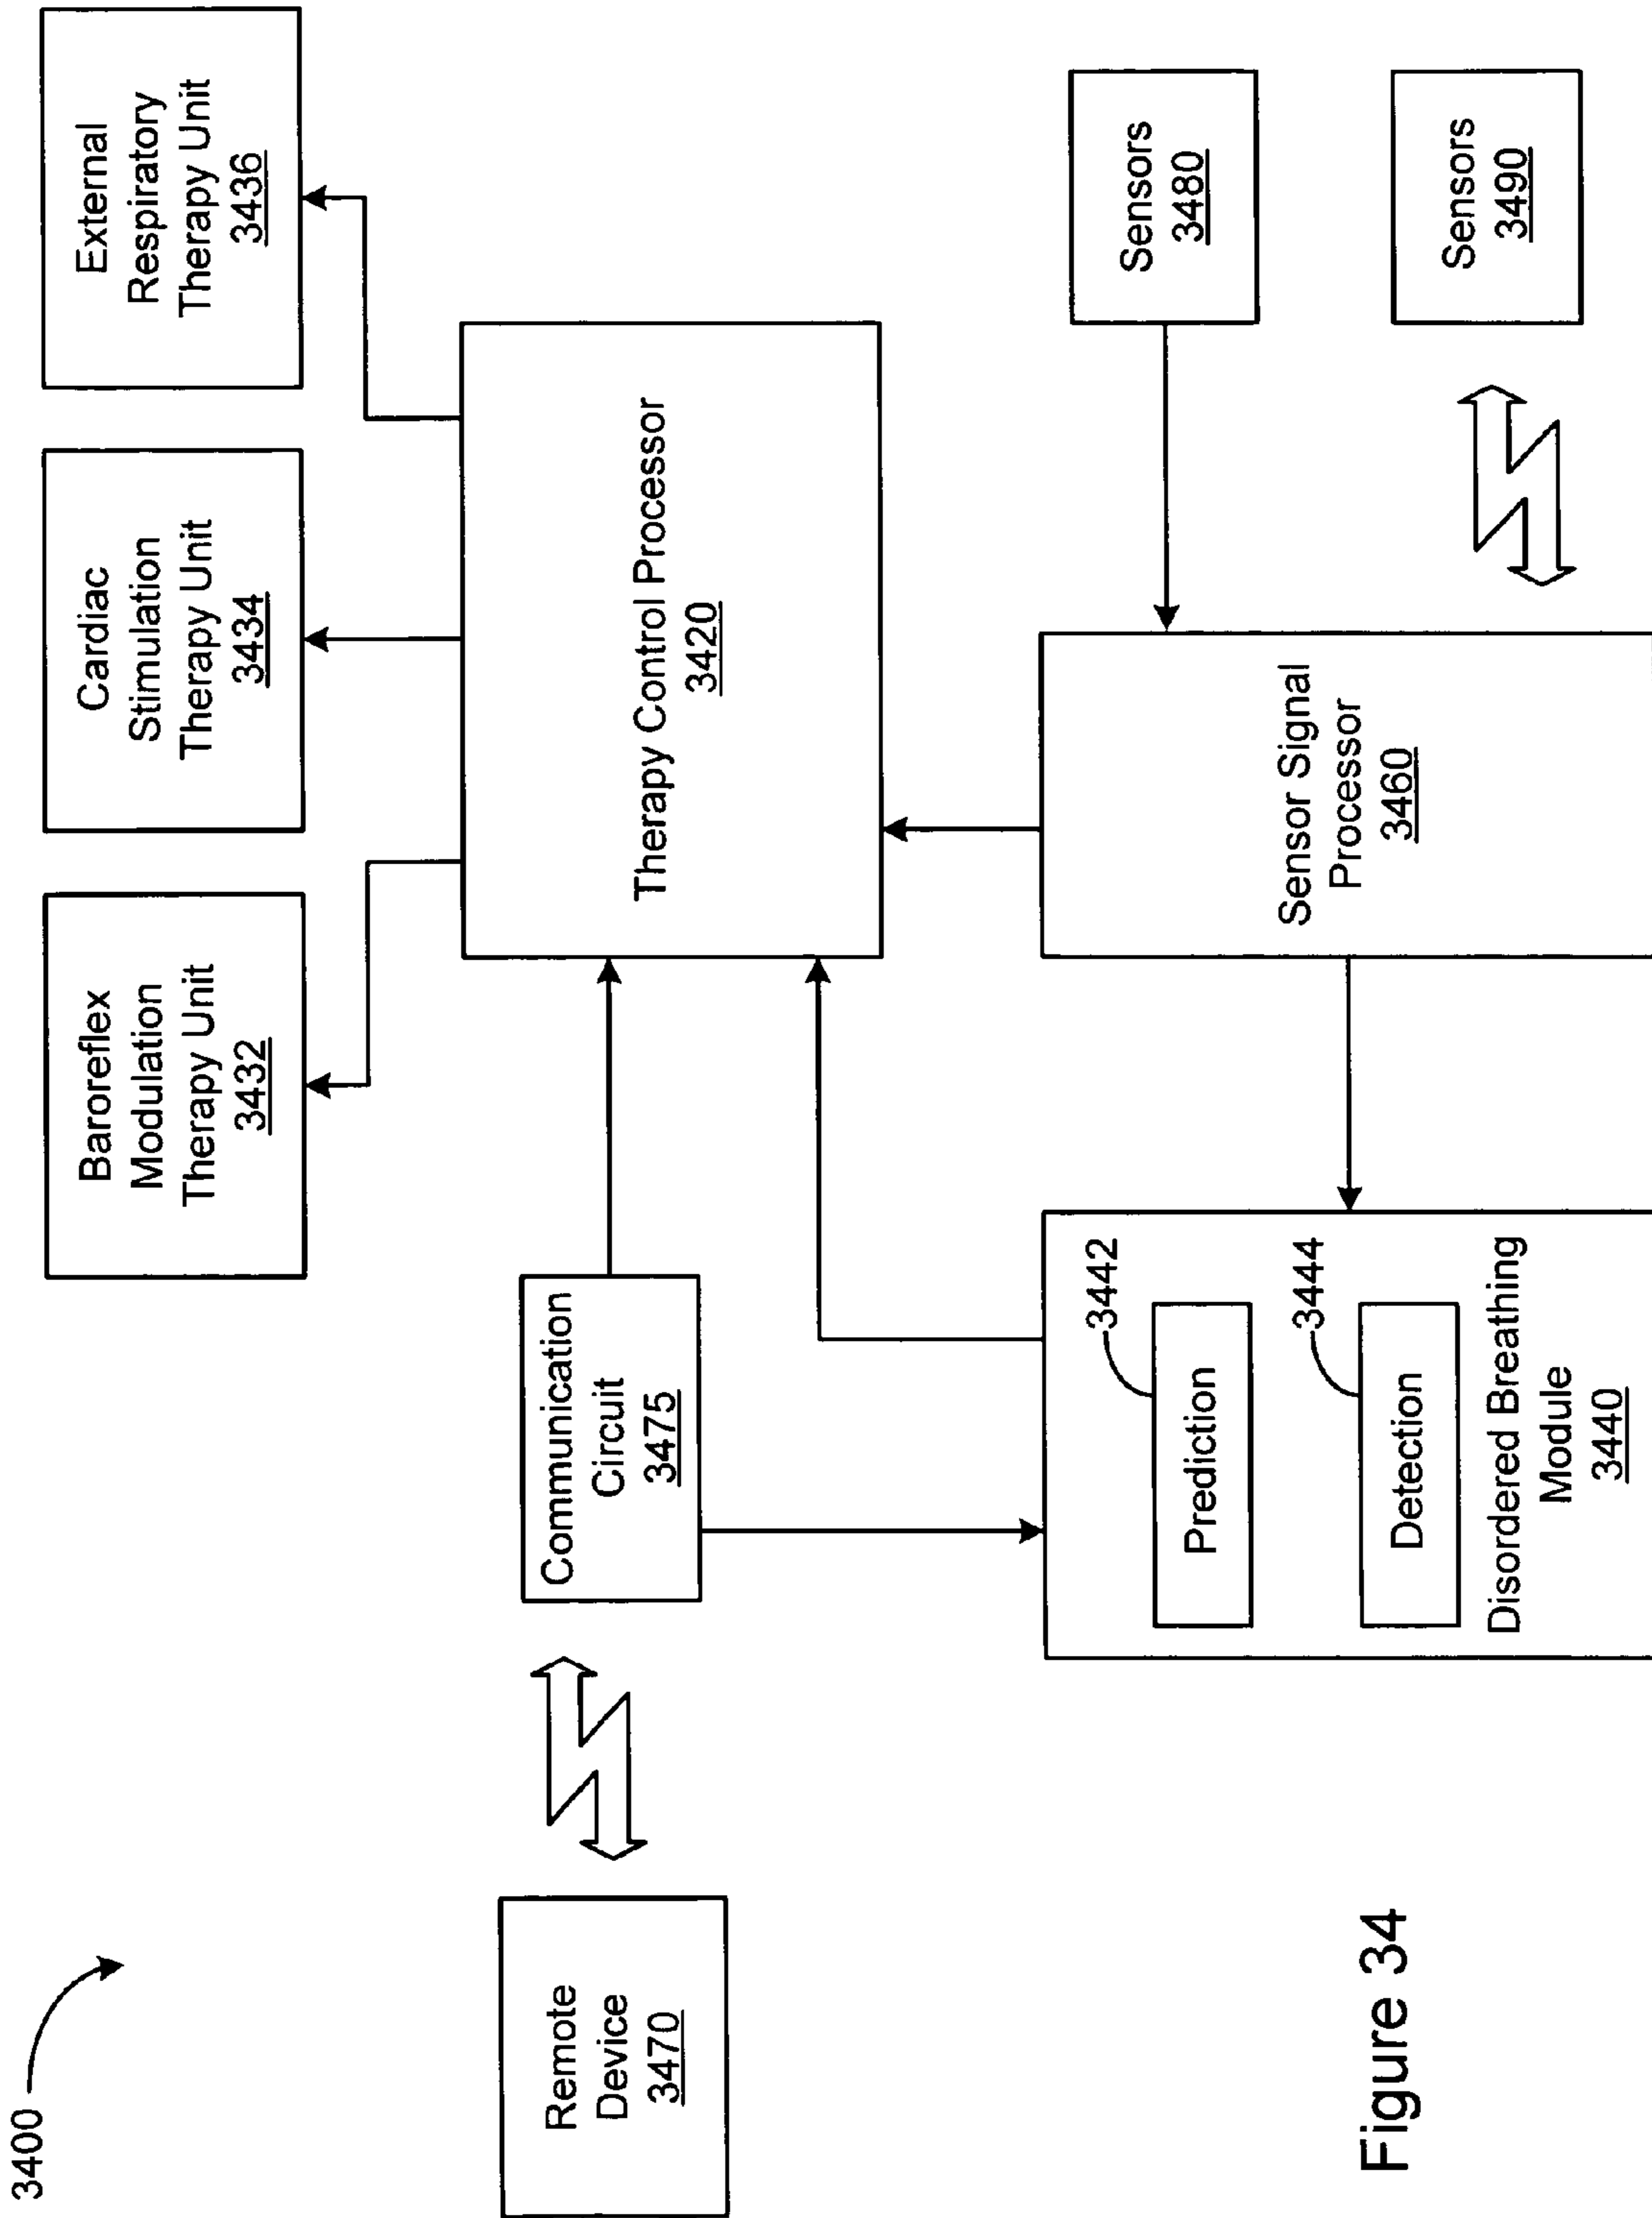 3400
Baroreflex
Modulation
Therapy Unit
3432
Cardiac
Stimulation
Therapy Unit
3434
External
Respiratory
Therapy Unit
3436
Remote
Device
3470
Communication
Circuit
3475
Therapy Control Processor
3420
3442
Prediction
3444
Detection
Disordered Breathing
Module
3440
Sensor Signal
Processor
3460
Sensors
3480
Sensors
3490
Figure 34